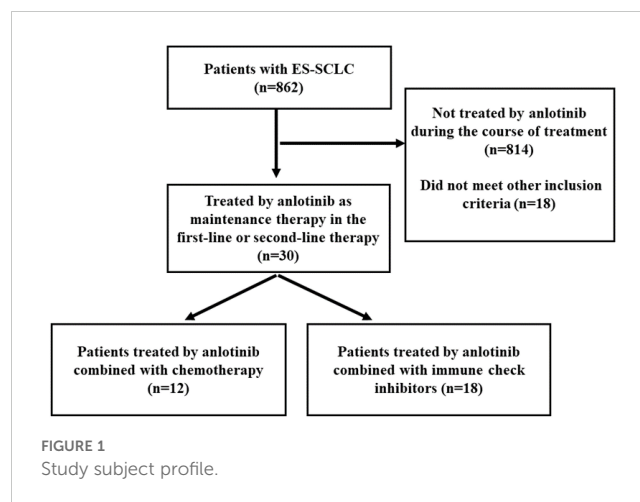 Patients with ES-SCLC
(n=862)
Not treated by anlotinib
during the course of treatment
(n=814)
Did not meet other inclusion
criteria (n=18)
Treated by anlotinib as
maintenance therapy in the
first-line or second-line therapy
(n=30)
Patients treated by anlotinib
combined with chemotherapy
(n=12)
Patients treated by anlotinib
combined with immune check
inhibitors (n=18)
FIGURE 1
Study subject profile.